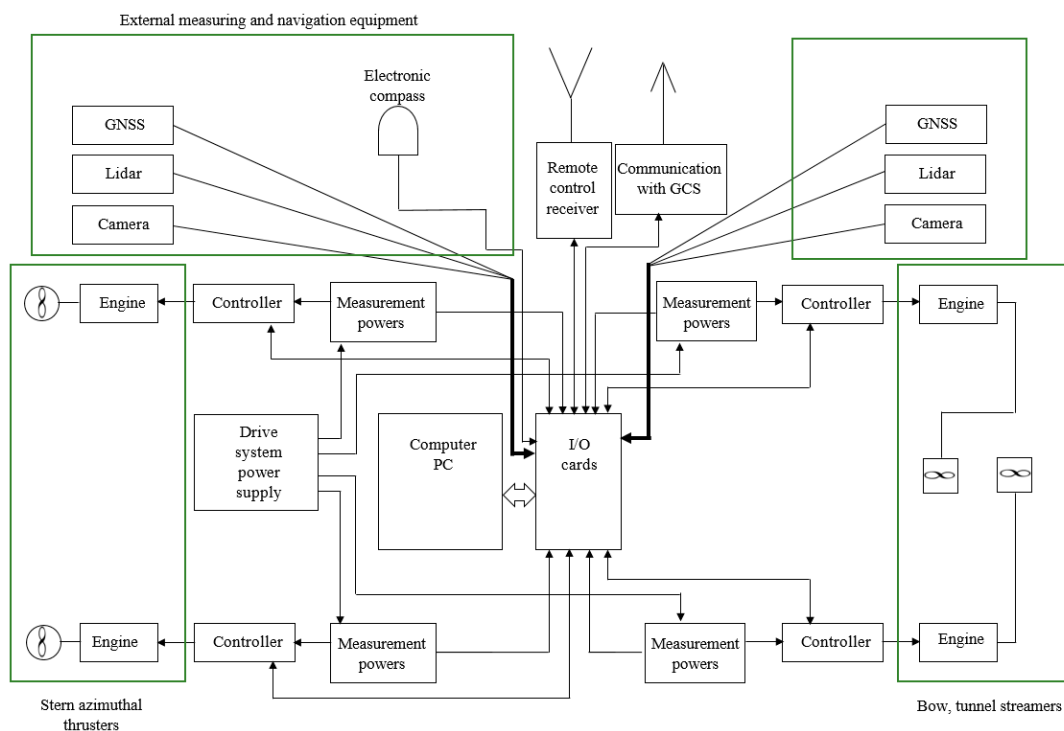 External measuring and navigation equipment
Electronic
compass
GNSS
Lidar
Camera
Remote
control
receiver
Communication
with GCS
GNSS
Lidar
Camera
Engine
Controller
Measurement
powers
Measurement
powers
Controller
Engine
Drive
system
power
supply
Computer
PC
I/O
cards
Engine
Controller
Measurement
powers
Measurement
powers
Controller
Engine
Stern azimuthal
thrusters
Bow, tunnel streamers